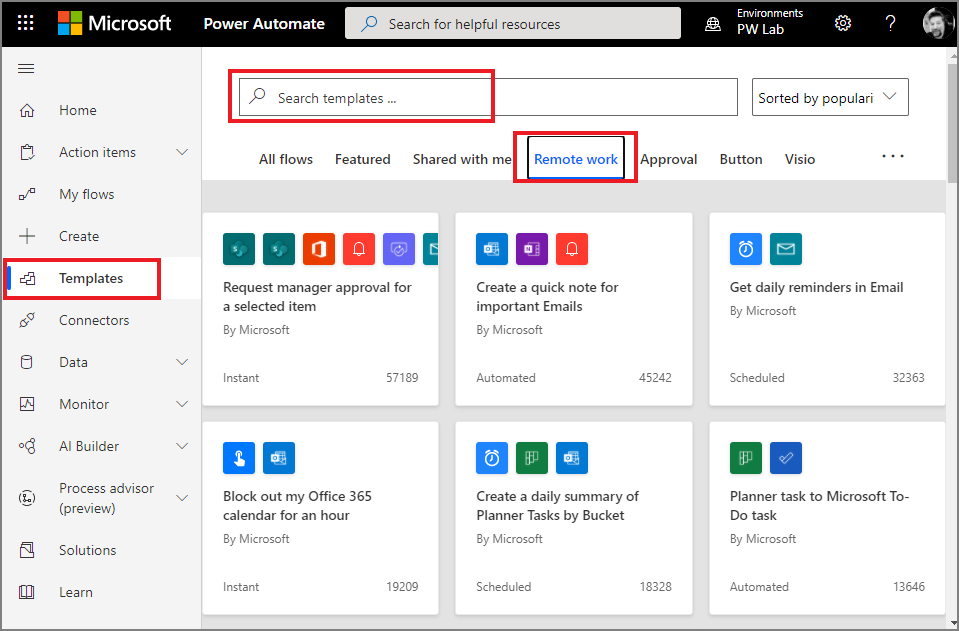 Microsoft Power Automate
Search for helpful resources
Environments
PW Lab
?
Home
Action items
My flows
Create
Templates
Connectors
Data
Monitor
AI Builder
Process advisor
(preview)
Solutions
Learn
Search templates ...
Sorted by populari
All flows Featured Shared with me Remote work Approval Button Visio ...
Request manager approval for
a selected item
By Microsoft
Instant 57189
Create a quick note for
important Emails
By Microsoft
Automated 45242
Get daily reminders in Email
By Microsoft
Scheduled 32363
Block out my Office 365
calendar for an hour
By Microsoft
Instant 19209
Create a daily summary of
Planner Tasks by Bucket
By Microsoft
Scheduled 18328
Planner task to Microsoft To-
Do task
By Microsoft
Automated 13646